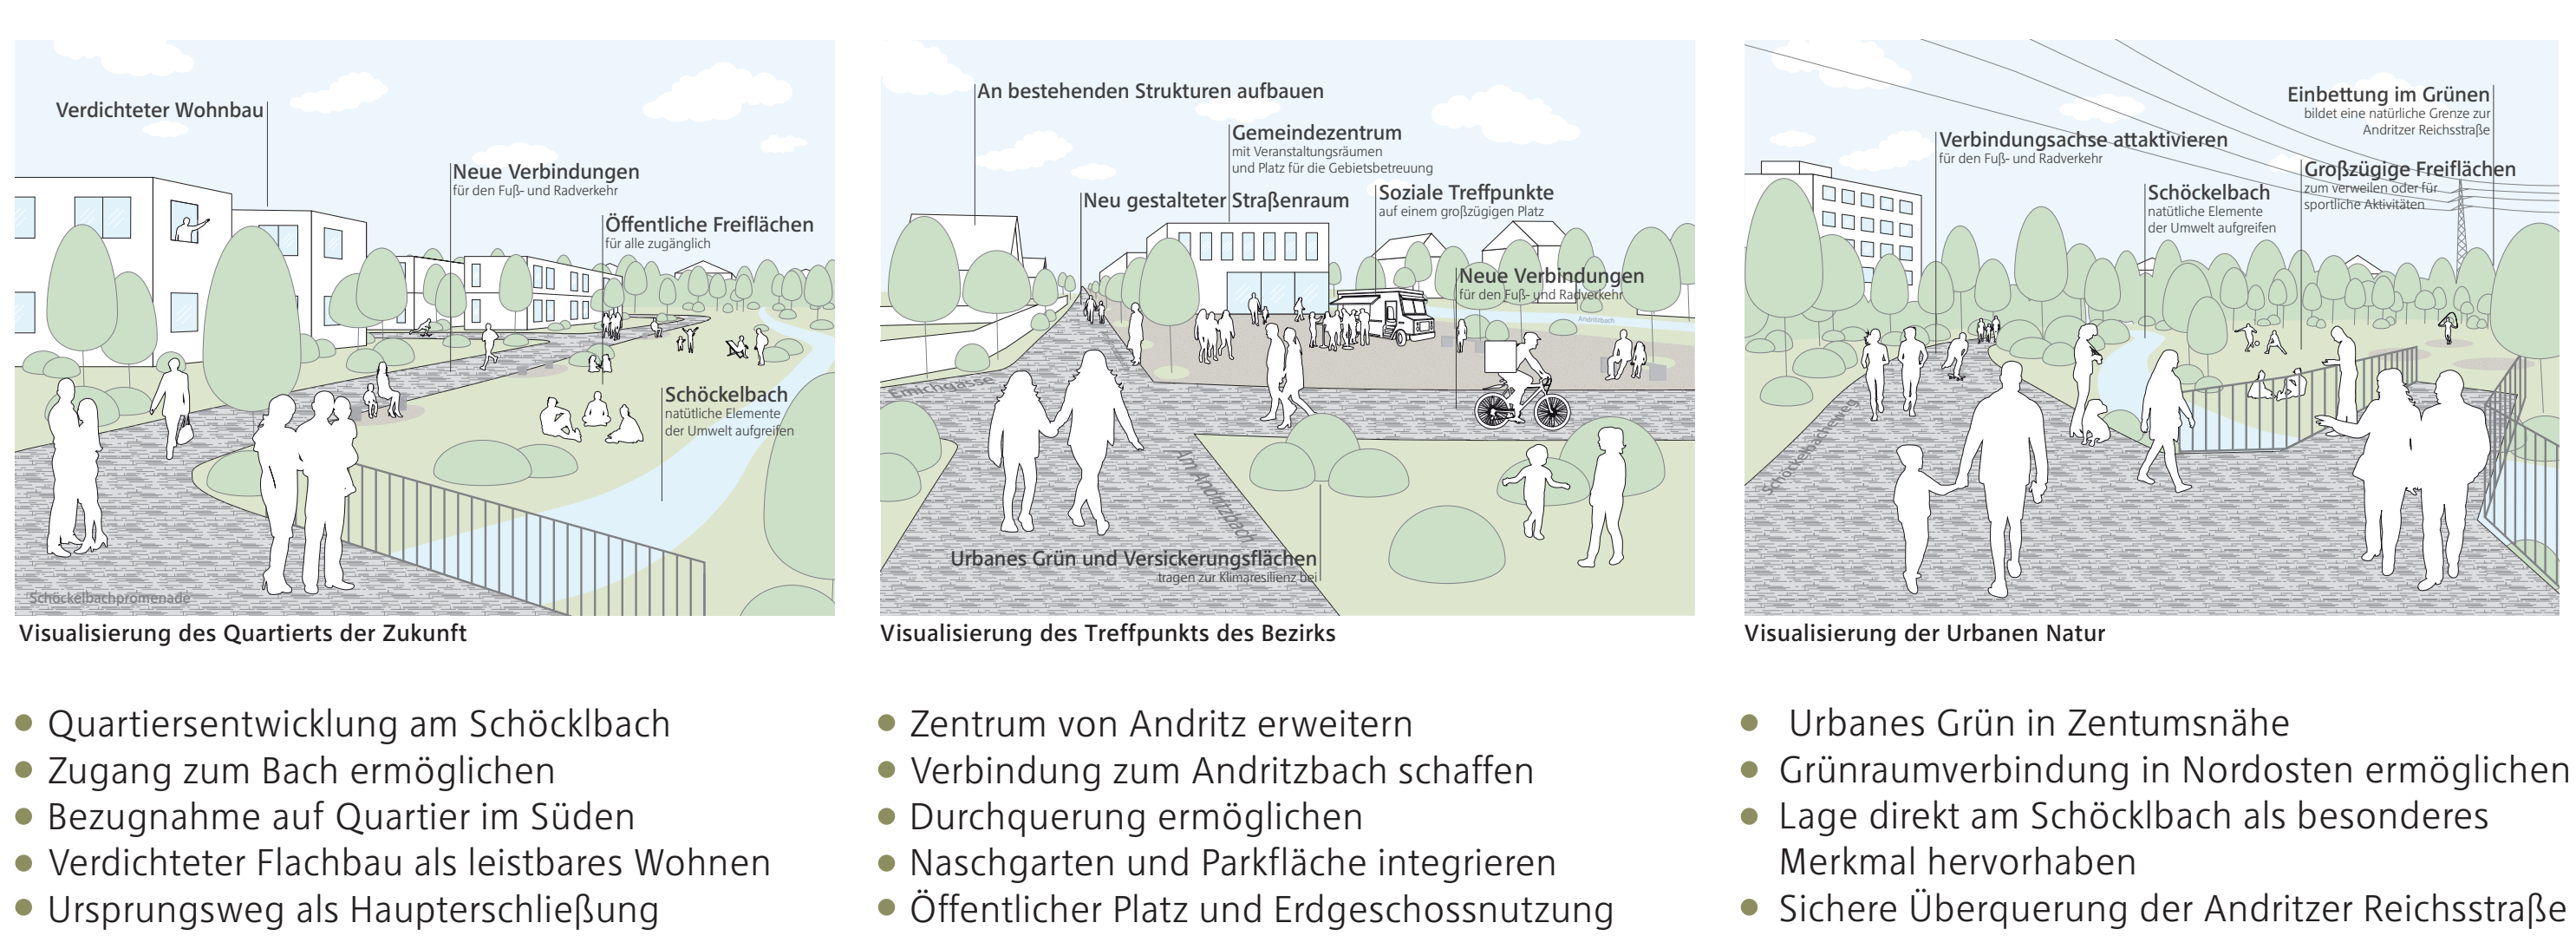 Verdichteter Wohnbau
Neue Verbindungen
für den Fuß- und Radverkehr
Öffentliche Freiflächen
für alle zugänglich
Schöckelbach
natütliche Elemente
der Umwelt aufgreifen
Schöckelbachpromenade
Visualisierung des Quartierts der Zukunft
Quartiersentwicklung am Schöcklbach
Zugang zum Bach ermöglichen
Bezugnahme auf Quartier im Süden
Verdichteter Flachbau als leistbares Wohnen
Ursprungsweg als Haupterschließung
An bestehenden Strukturen aufbauen
Gemeindezentrum
mit Veranstaltungsräumen
und Platz für die Gebietsbetreuung
Neu gestalteter Straßenraum
Soziale Treffpunkte
auf einem großzügigen Platz
Neue Verbindungen
für den Fuß- und Radverkehr
Andritzbach
Emichgasse
Am Andritzbach
Urbanes Grün und Versickerungsflächen
tragen zur Klimaresilienz bei
Visualisierung des Treffpunkts des Bezirks
Zentrum von Andritz erweitern
Verbindung zum Andritzbach schaffen
Durchquerung ermöglichen
Naschgarten und Parkfläche integrieren
Öffentlicher Platz und Erdgeschossnutzung
Einbettung im Grünen
bildet eine natürliche Grenze zur
Andritzer Reichsstraße
Verbindungsachse attaktivieren
für den Fuß- und Radverkehr
Großzügige Freiflächen
zum verweilen oder für
sportliche Aktivitäten
Schöckelbach
natütliche Elemente
der Umwelt aufgreifen
Schöckelbachweg
Visualisierung der Urbanen Natur
Urbanes Grün in Zentumsnähe
Grünraumverbindung in Nordosten ermöglichen
Lage direkt am Schöcklbach als besonderes
Merkmal hervorhaben
Sichere Überquerung der Andritzer Reichsstraße